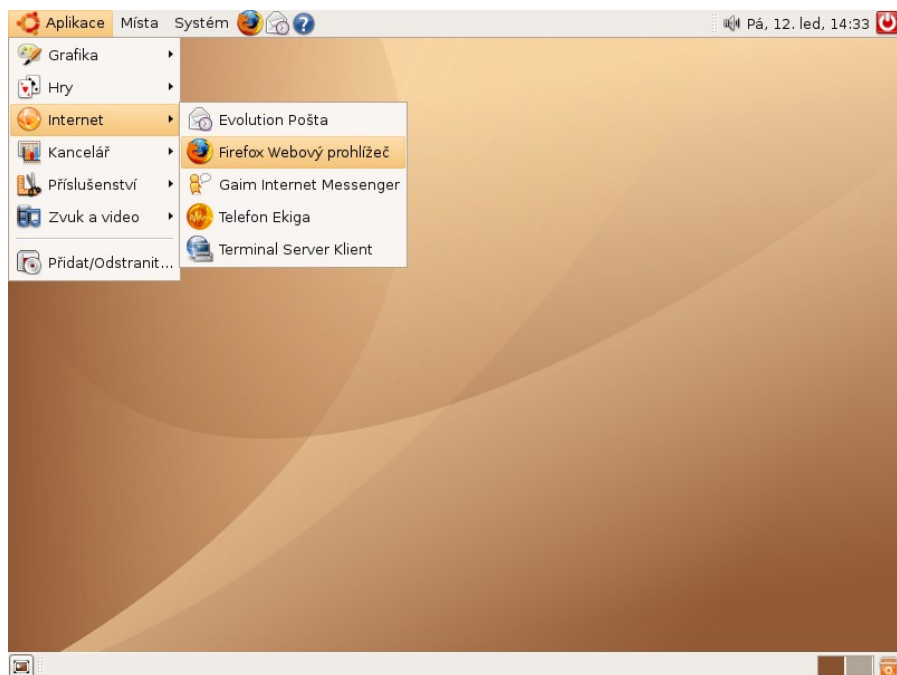 Aplikace Místa Systém Pá, 12. led, 14:33
Grafika
Hry
Internet
Kancelář
Příslušenství
Zvuk a video
Přidat/Odstranit...
Evolution Pošta
Firefox Webový prohlížeč
Gaim Internet Messenger
Telefon Ekiga
Terminal Server Klient